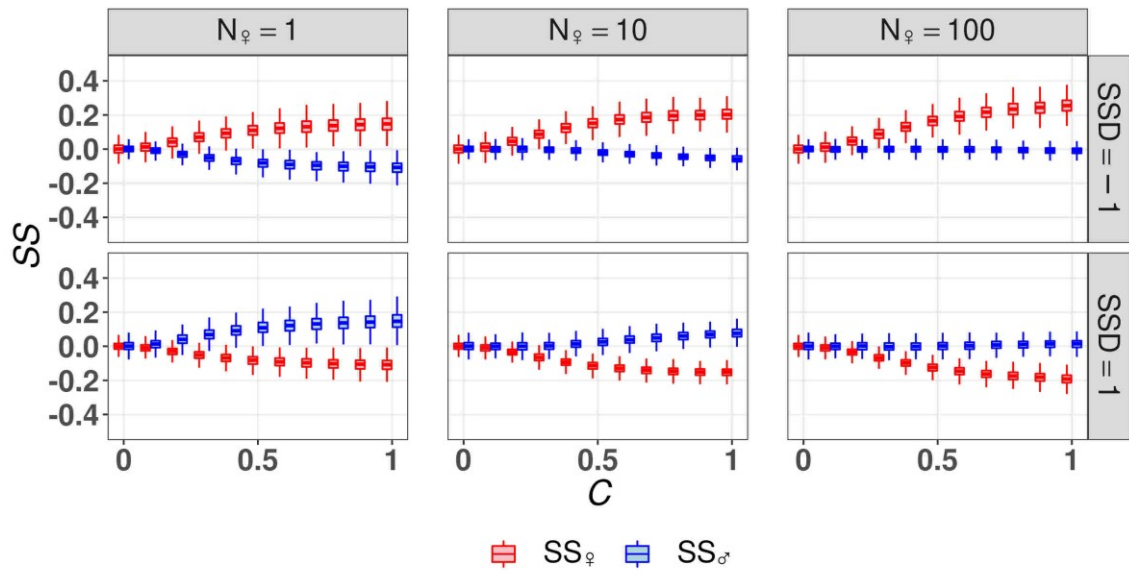 N♀ = 1 N♀ = 10 N♀ = 100
SS
0.4
0.2
0.0
-0.2
-0.4
SSD = −1
0.4
0.2
0.0
-0.2
-0.4
SSD = 1
0 0.5 1 0 0.5 1 0 0.5 1
C
SS♀ SS♂